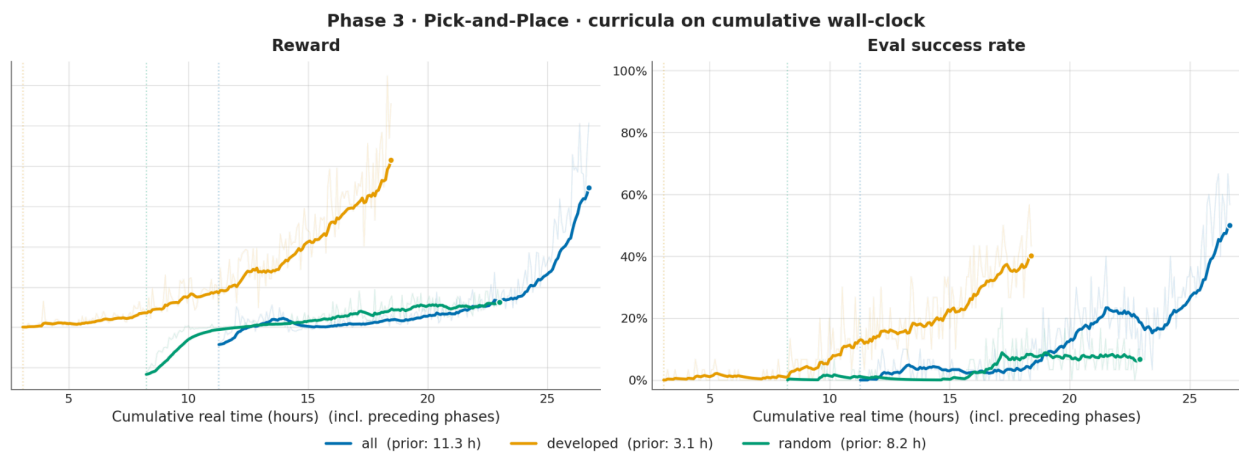 Phase 3 · Pick-and-Place · curricula on cumulative wall-clock
Reward
Eval success rate
100%
80%
60%
40%
20%
0%
5 10 15 20 25
5 10 15 20 25
Cumulative real time (hours) (incl. preceding phases)
Cumulative real time (hours) (incl. preceding phases)
all (prior: 11.3 h) developed (prior: 3.1 h) random (prior: 8.2 h)